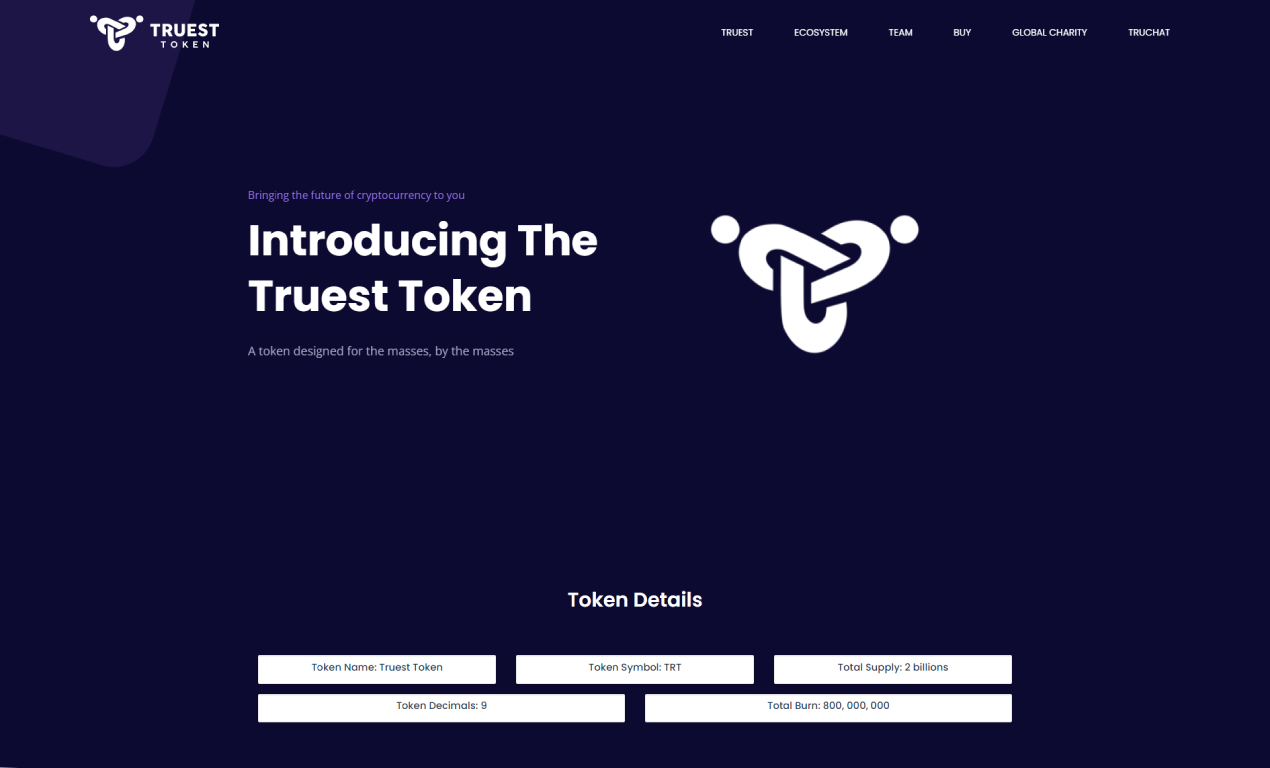 TRUEST
TOKEN
TRUEST ECOSYSTEM TEAM BUY GLOBAL CHARITY TRUCHAT
Bringing the future of cryptocurrency to you
Introducing The
Truest Token
A token designed for the masses, by the masses
Token Details
Token Name: Truest Token Token Symbol: TRT Total Supply: 2 billions
Token Decimals: 9 Total Burn: 800, 000, 000